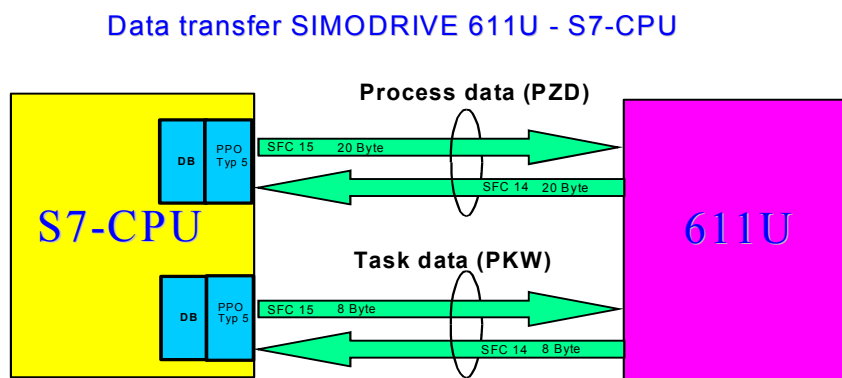 Data transfer SIMODRIVE 611U - S7-CPU
Process data (PZD)
SFC 15 20 Byte
DB
PPO
Typ 5
SFC 14 20 Byte
S7-CPU
611U
Task data (PKW)
SFC 15 8 Byte
DB
PPO
Typ 5
SFC 14 8 Byte